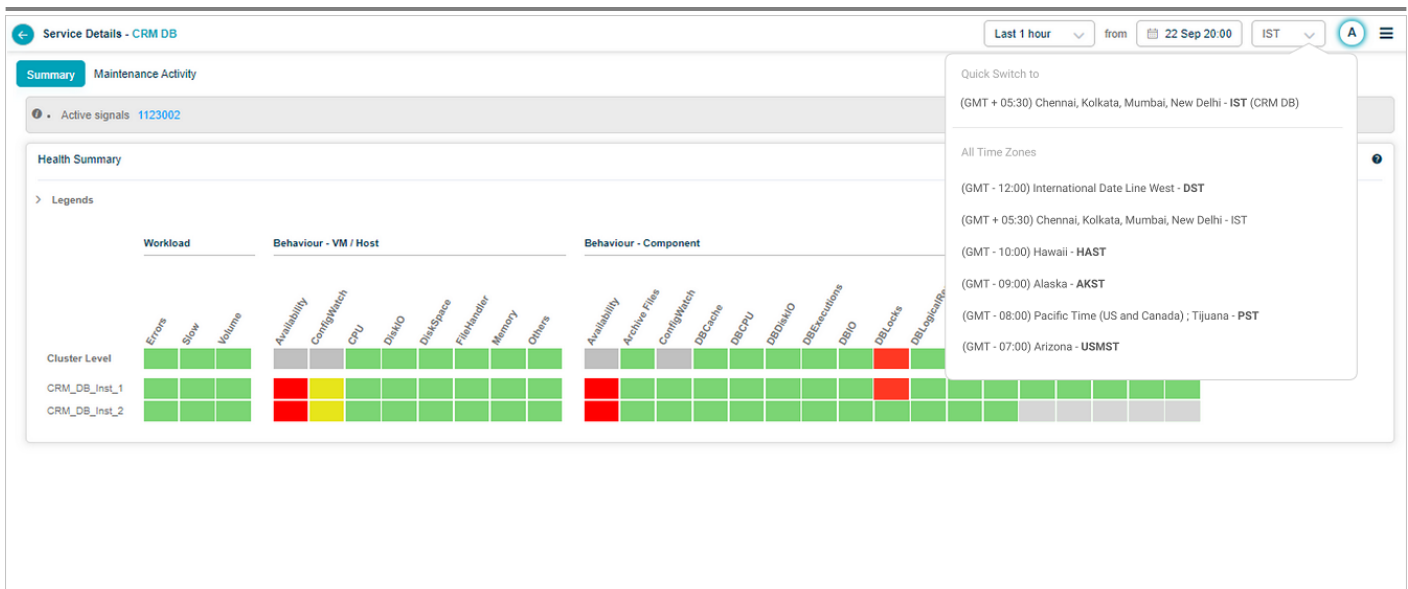 Service Details - CRM DB
Last 1 hour
from
22 Sep 20:00
IST
A
Summary
Maintenance Activity
Quick Switch to
(GMT + 05:30) Chennai, Kolkata, Mumbai, New Delhi - IST (CRM DB)
Active signals 1123002
All Time Zones
Health Summary
(GMT - 12:00) International Date Line West - DST
Legends
(GMT + 05:30) Chennai, Kolkata, Mumbai, New Delhi - IST
(GMT - 10:00) Hawaii - HAST
(GMT - 09:00) Alaska - AKST
(GMT - 08:00) Pacific Time (US and Canada) ; Tijuana - PST
(GMT - 07:00) Arizona - USMST
Workload
Behaviour - VM / Host
Behaviour - Component
Errors
Slow
Volume
Availability
ConfigWatch
CPU
DiskIO
DiskSpace
FileHandler
Memory
Others
Availability
Archive Files
ConfigWatch
DBCache
DBCPU
DBDiskIO
DBExecutions
DBIO
DBLocks
Cluster Level
CRM_DB_Inst_1
CRM_DB_Inst_2